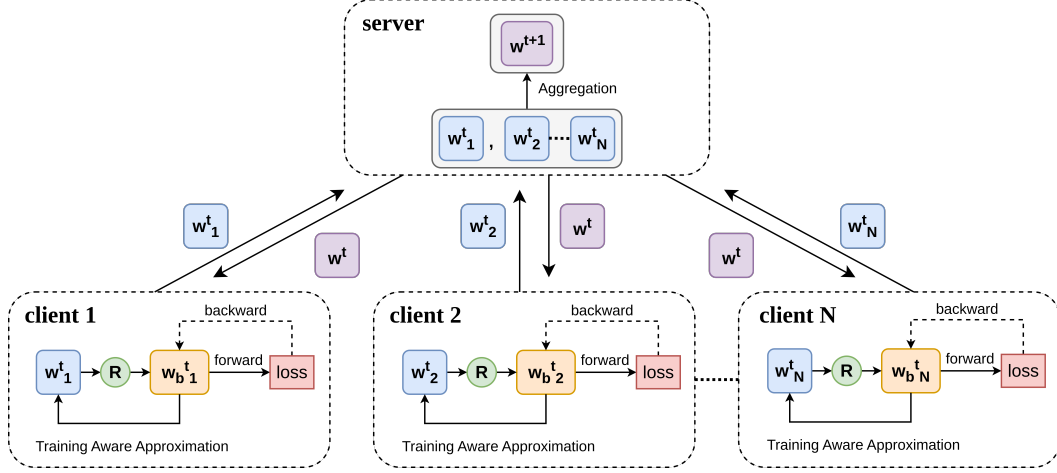 server
w^t+1
Aggregation
w^t_1 , w^t_2 ..... w^t_N
w^t_1
w^t
w^t_2
w^t
w^t
w^t_N
client 1
backward
w^t_1
R
w_b^t_1
forward
loss
Training Aware Approximation
client 2
backward
w^t_2
R
w_b^t_2
forward
loss
Training Aware Approximation
client N
backward
w^t_N
R
w_b^t_N
forward
loss
Training Aware Approximation